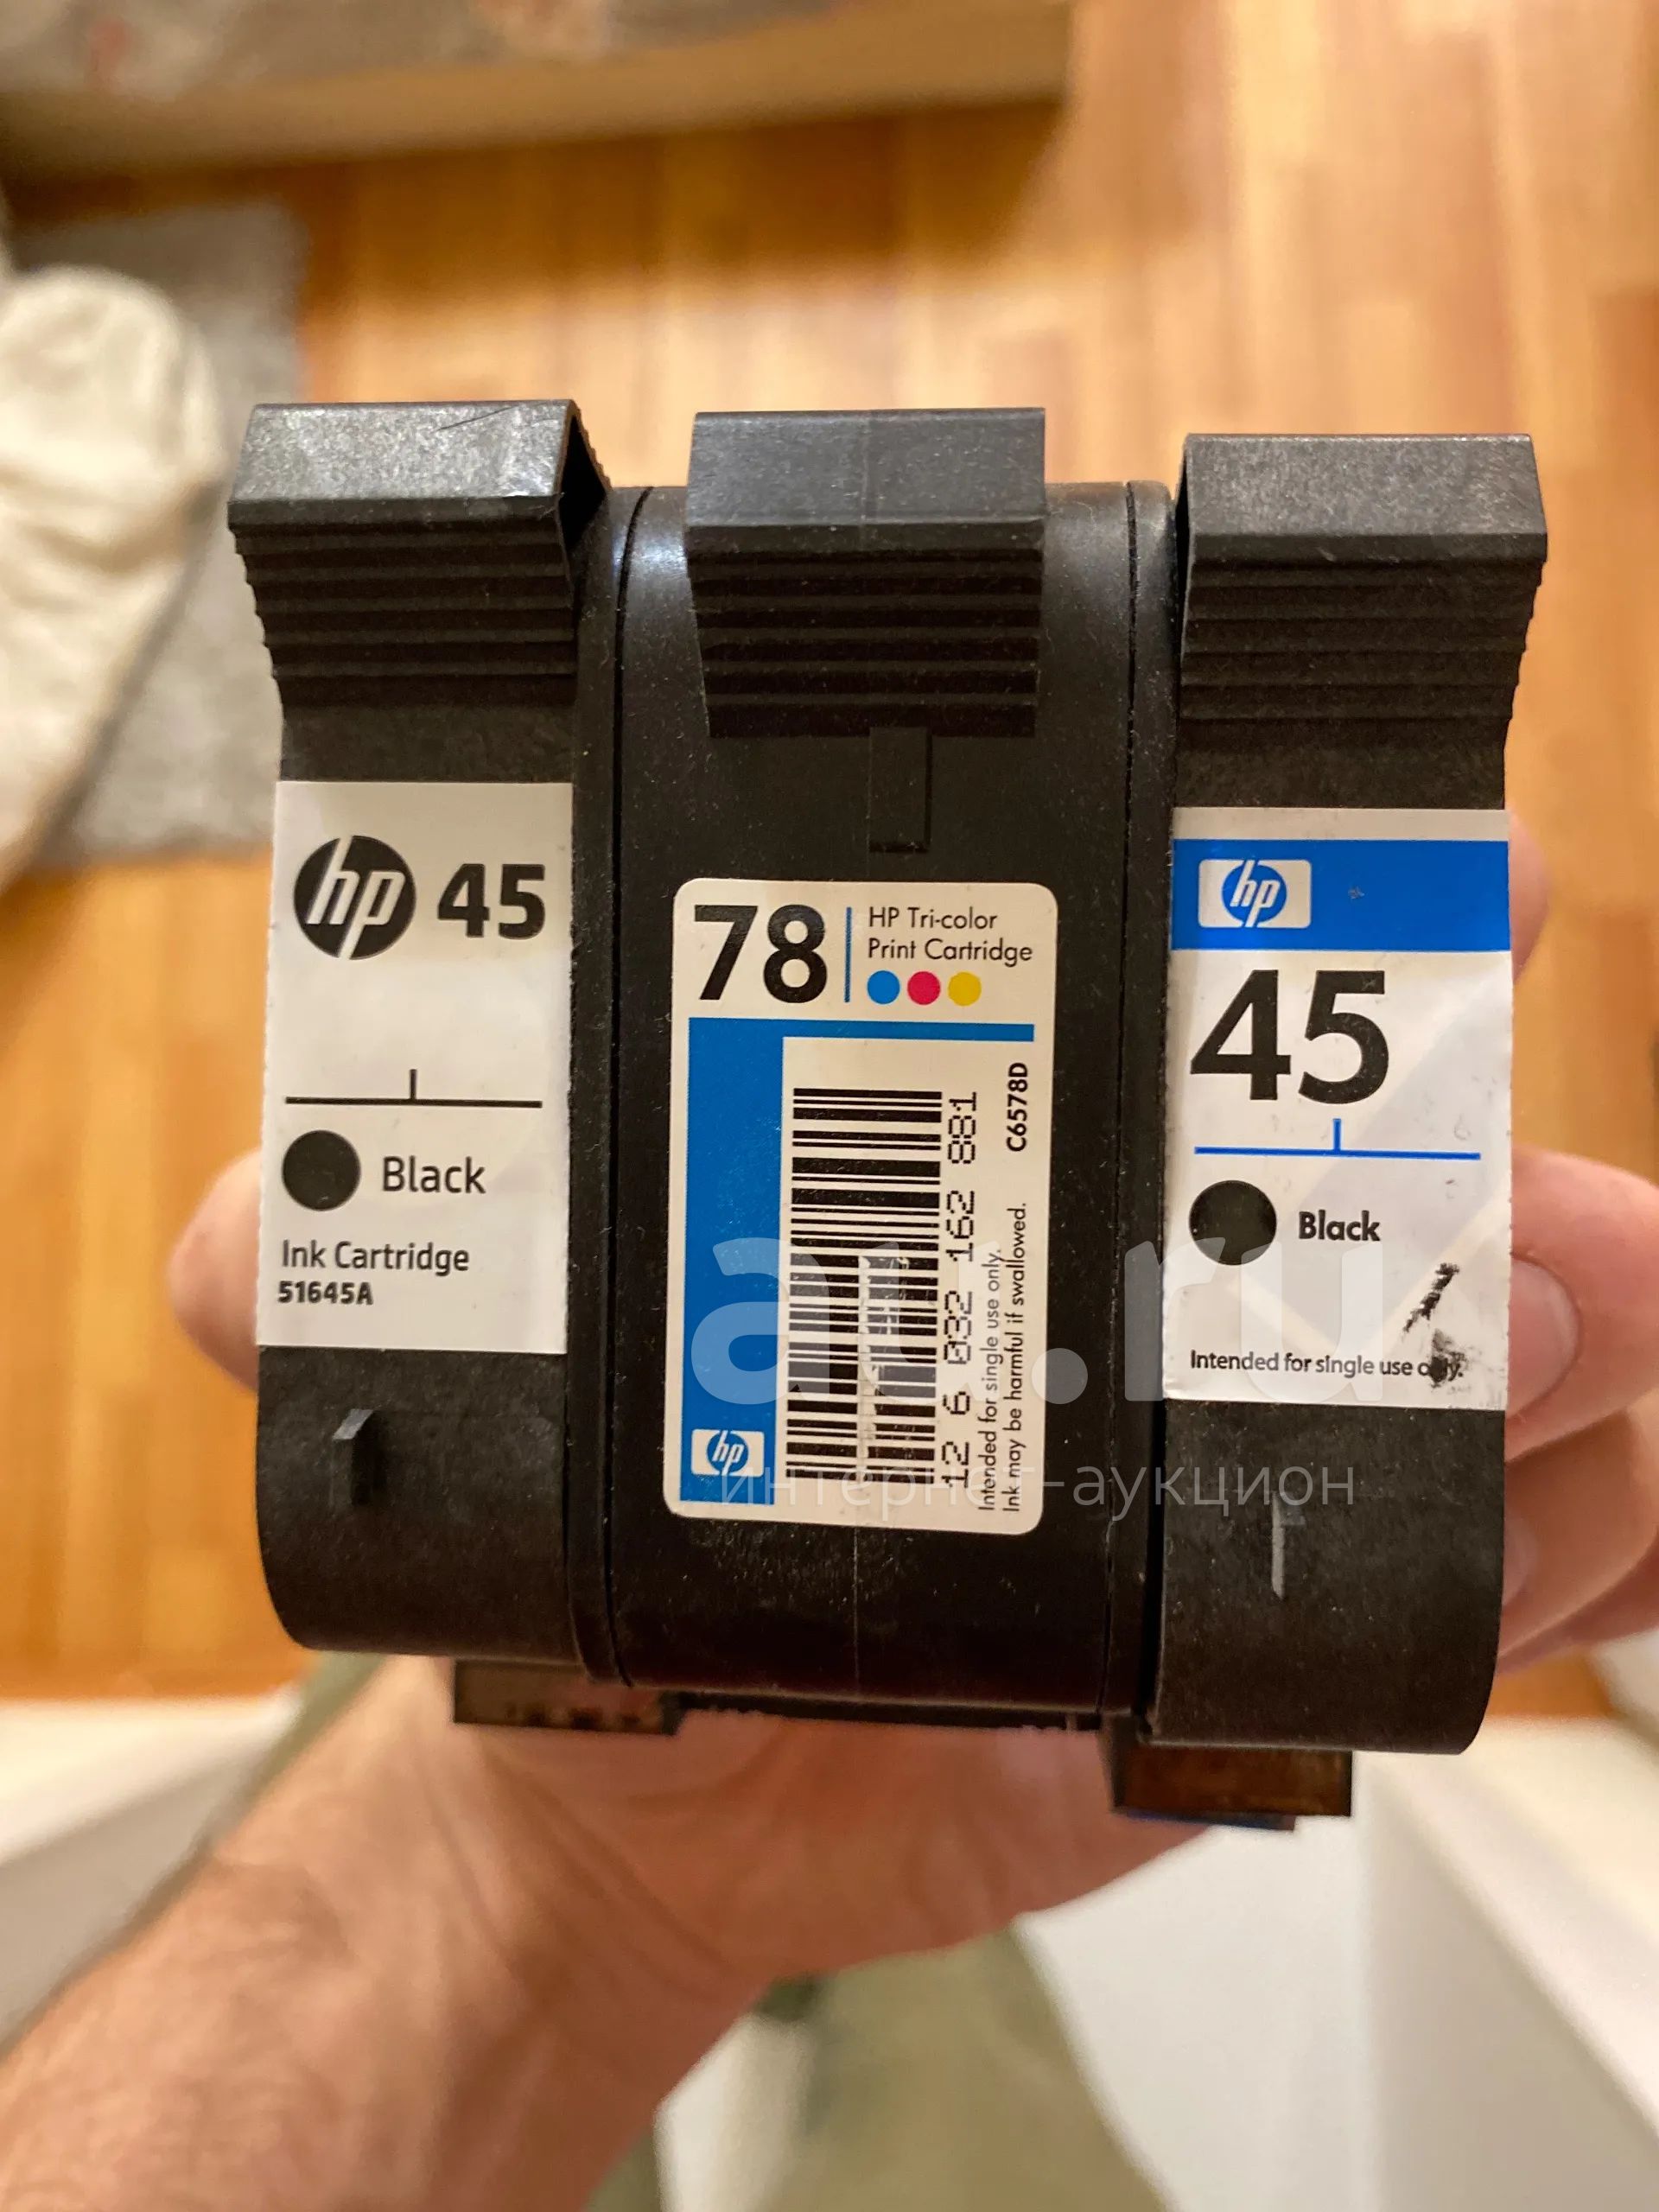 hp 45
Black
Ink Cartridge
51645A
78
HP Tri-color
Print Cartridge
C6578D
12 6 032 162 881
Intended for single use only.
Ink may be harmful if swallowed.
hp
hp
45
Black
Intended for single use only.
au.ru
интернет-аукцион